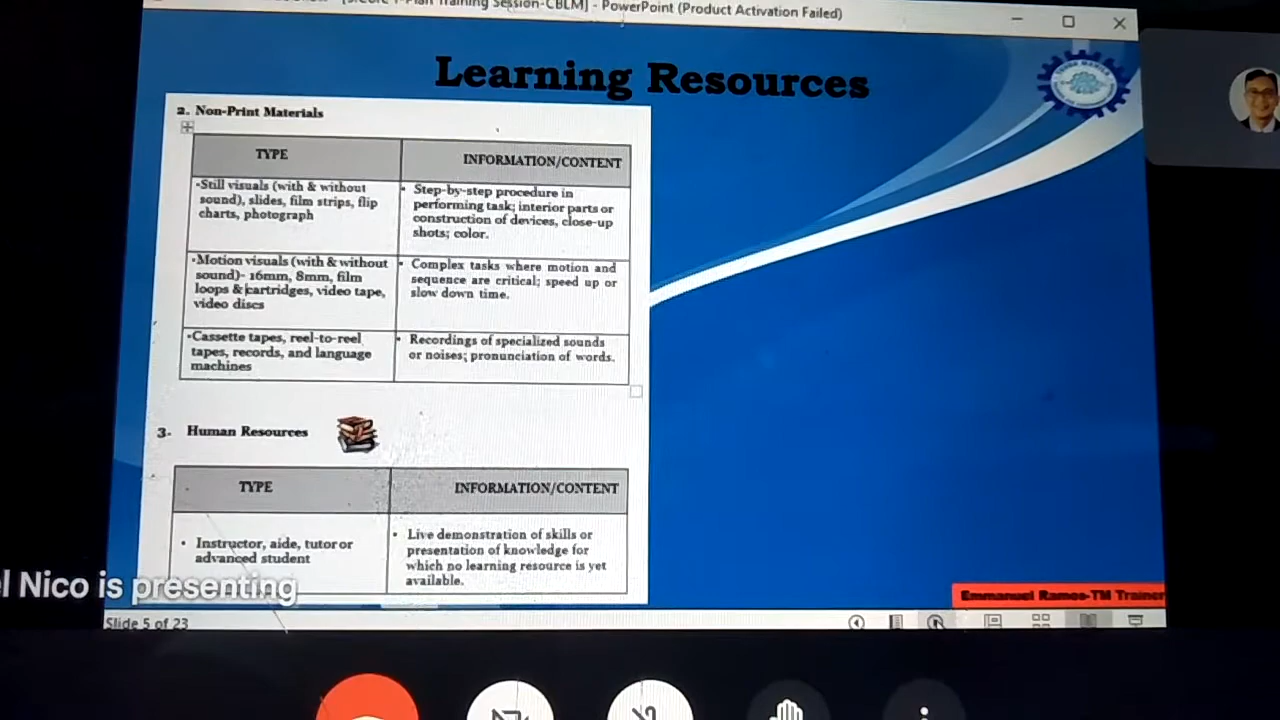 Training Session-CBLM] - PowerPoint (Product Activation Failed)
Learning Resources
2. Non-Print Materials
TYPE
INFORMATION/CONTENT
•Still visuals (with & without
sound), slides, film strips, flip
charts, photograph
• Step-by-step procedure in
performing task; interior parts or
construction of devices, close-up
shots; color.
•Motion visuals (with & without
sound)- 16mm, 8mm, film
loops & cartridges, video tape,
video discs
• Complex tasks where motion and
sequence are critical; speed up or
slow down time.
•Cassette tapes, reel-to-reel
tapes, records, and language
machines
• Recordings of specialized sounds
or noises; pronunciation of words.
3. Human Resources
TYPE
INFORMATION/CONTENT
• Instructor, aide, tutor or
advanced student
• Live demonstration of skills or
presentation of knowledge for
which no learning resource is yet
available.
l Nico is presenting
Emmanuel Ramos-TM Trainer
Slide 5 of 23